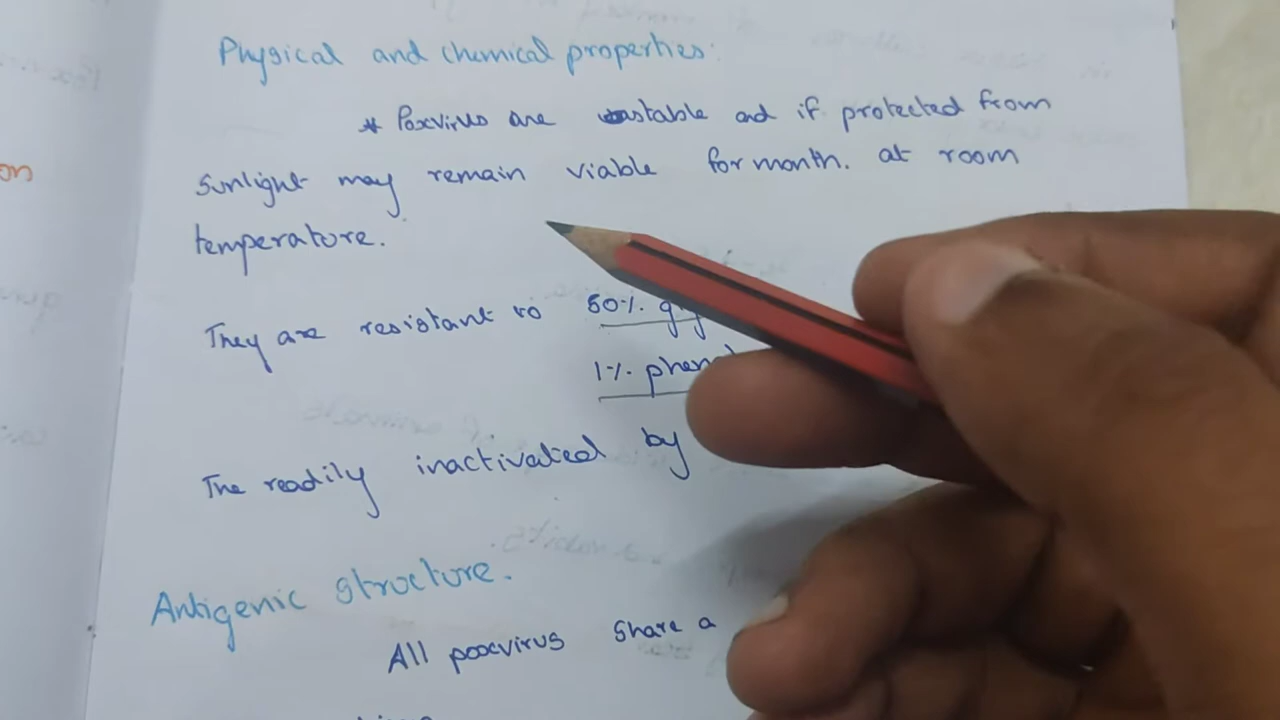 Physical and chemical properties:
* Poxvirus are stable and if protected from
sunlight may remain viable for month. at room
temperature.
They are resistant to 50%.
1%.
The readily inactivated by
Antigenic structure.
All poxvirus share a
on